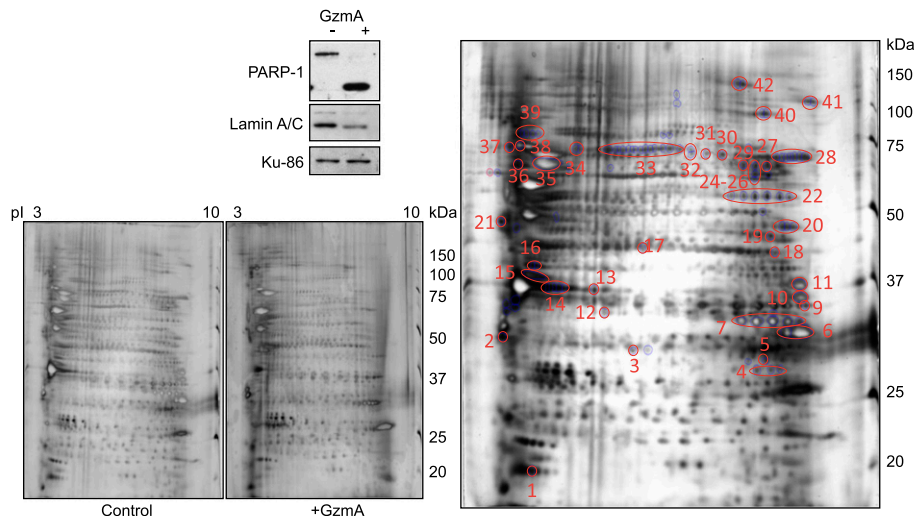 GzmA
- +
PARP-1
Lamin A/C
Ku-86
pI 3 10 3 10 kDa
150
100
75
50
37
25
20
Control +GzmA
kDa
150
100
75
50
37
25
20
42
41
40
39
31 30 27
37 38 29 28
34 33 32
36 35 24-26
22
21 20
19
17 18
16
15 13 11
14 10
12 9
7 6
2
3 5
4
1